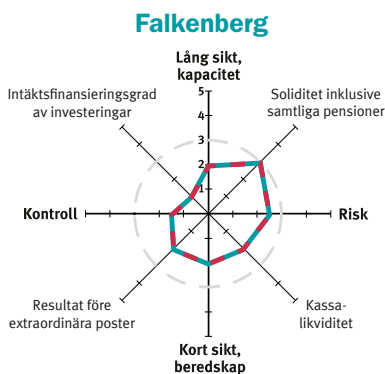 Falkenberg
Lång sikt,
kapacitet
Intäktsfinansieringsgrad
av investeringar
Soliditet inklusive
samtliga pensioner
5
4
3
2
1
Kontroll
Risk
Resultat före
extraordinära poster
Kassa-
likviditet
Kort sikt,
beredskap